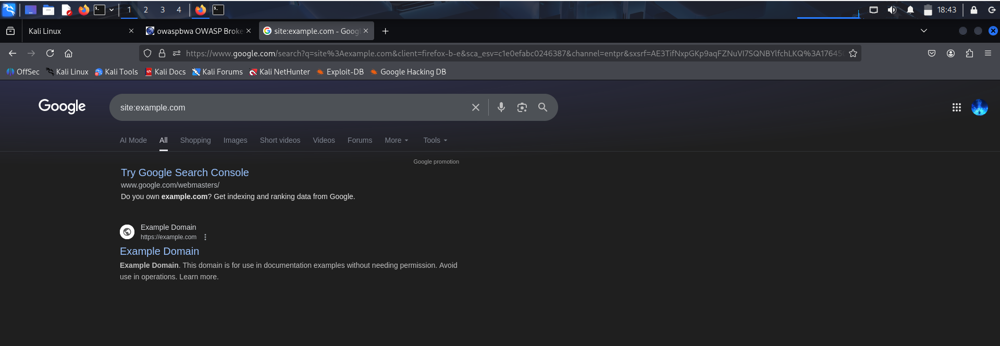 1 2 3 4 18:43
Kali Linux
owaspbwa OWASP Broke
site:example.com - Googl
https://www.google.com/search?q=site%3Aexample.com&client=firefox-b-e&sca_esv=c1e0efabc0246387&channel=entpr&sxsrf=AE3TifNxpGKp9aqFZNuVI7SQNBYlfchLKQ%3A176450
OffSec Kali Linux Kali Tools Kali Docs Kali Forums Kali NetHunter Exploit-DB Google Hacking DB
Google
site:example.com
AI Mode All Shopping Images Short videos Videos Forums More Tools
Google promotion
Try Google Search Console
www.google.com/webmasters/
Do you own example.com? Get indexing and ranking data from Google.
Example Domain
https://example.com
Example Domain
Example Domain. This domain is for use in documentation examples without needing permission. Avoid
use in operations. Learn more.